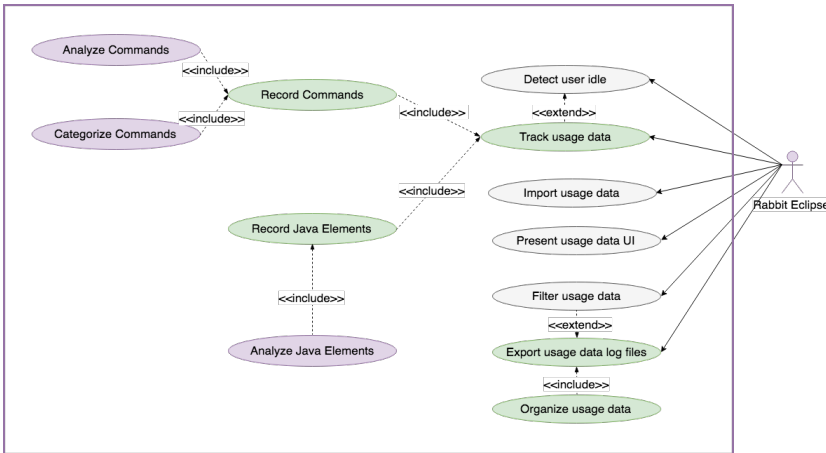 Analyze Commands
<<include>>
Record Commands
<<include>>
Categorize Commands
<<include>>
Detect user idle
<<extend>>
Track usage data
<<include>>
Import usage data
Rabbit Eclipse
Record Java Elements
Present usage data UI
<<include>>
Filter usage data
<<extend>>
Analyze Java Elements
Export usage data log files
<<include>>
Organize usage data